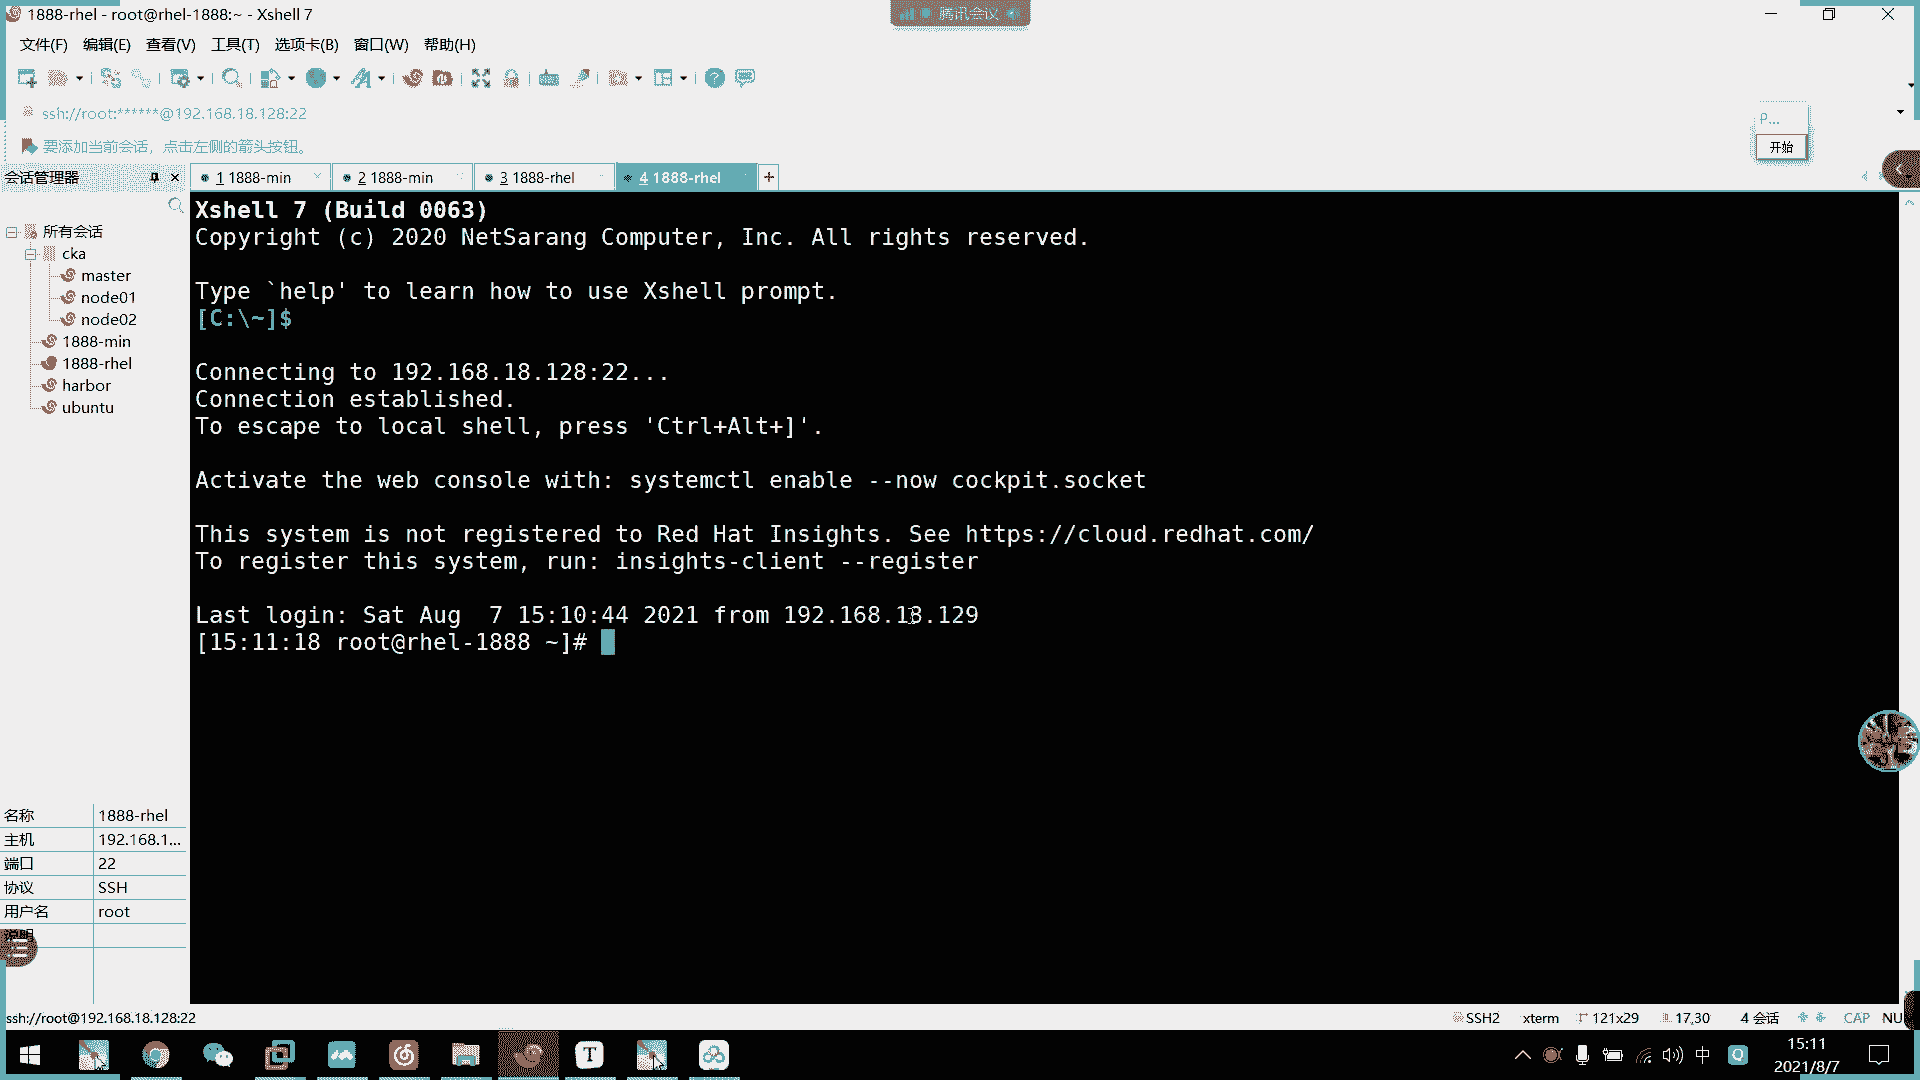 1888-rhel - root@rhel-1888:~ - Xshell 7
腾讯会议
文件(F) 编辑(E) 查看(V) 工具(T) 选项卡(B) 窗口(W) 帮助(H)
ssh://root:******@192.168.18.128:22
P...
要添加当前会话，点击左侧的箭头按钮。
开始
会话管理器
1 1888-min
2 1888-min
3 1888-rhel
4 1888-rhel
所有会话
cka
master
node01
node02
1888-min
1888-rhel
harbor
ubuntu
Xshell 7 (Build 0063)
Copyright (c) 2020 NetSarang Computer, Inc. All rights reserved.
Type `help' to learn how to use Xshell prompt.
[C:\~]$
Connecting to 192.168.18.128:22...
Connection established.
To escape to local shell, press 'Ctrl+Alt+]'.
Activate the web console with: systemctl enable --now cockpit.socket
This system is not registered to Red Hat Insights. See https://cloud.redhat.com/
To register this system, run: insights-client --register
Last login: Sat Aug  7 15:10:44 2021 from 192.168.18.129
[15:11:18 root@rhel-1888 ~]#
名称 1888-rhel
主机 192.168.1...
端口 22
协议 SSH
用户名 root
说明
ssh://root@192.168.18.128:22
SSH2 xterm 121x29 17,30 4 会话 CAP NU
T
中
Q
15:11
2021/8/7